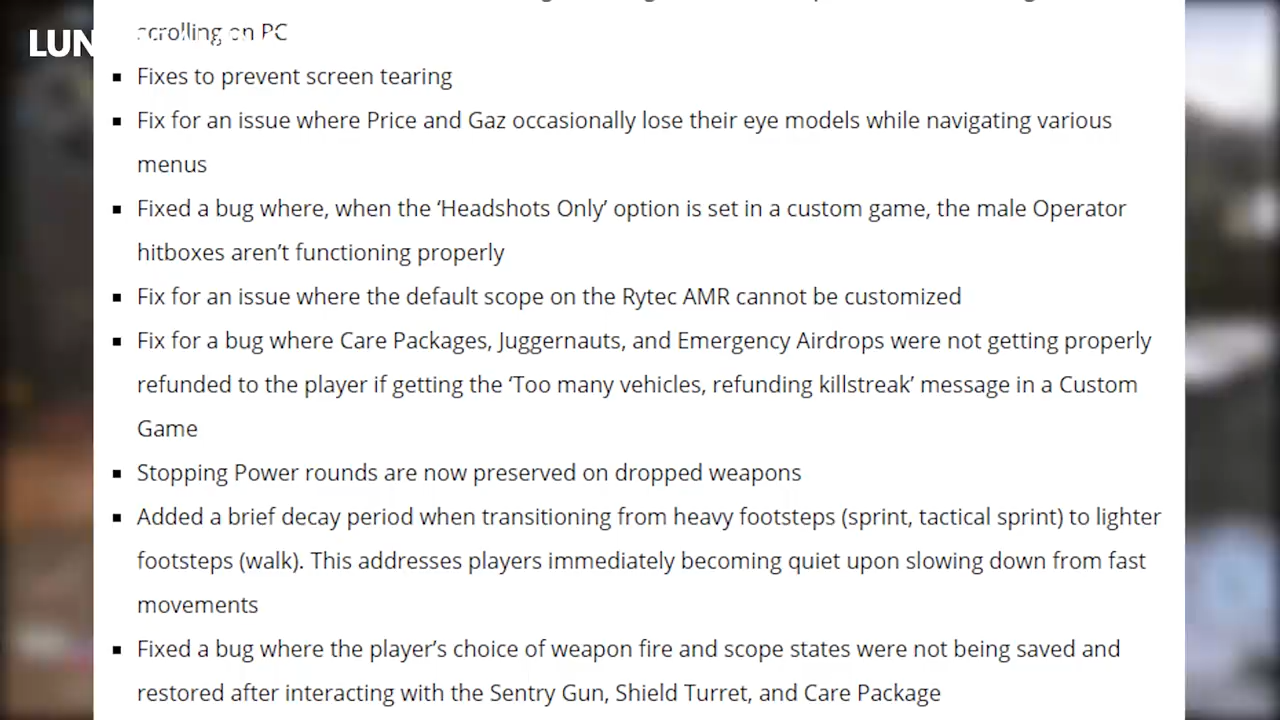 scrolling on PC
LUN
Fixes to prevent screen tearing
Fix for an issue where Price and Gaz occasionally lose their eye models while navigating various
menus
Fixed a bug where, when the ‘Headshots Only’ option is set in a custom game, the male Operator
hitboxes aren’t functioning properly
Fix for an issue where the default scope on the Rytec AMR cannot be customized
Fix for a bug where Care Packages, Juggernauts, and Emergency Airdrops were not getting properly
refunded to the player if getting the ‘Too many vehicles, refunding killstreak’ message in a Custom
Game
Stopping Power rounds are now preserved on dropped weapons
Added a brief decay period when transitioning from heavy footsteps (sprint, tactical sprint) to lighter
footsteps (walk). This addresses players immediately becoming quiet upon slowing down from fast
movements
Fixed a bug where the player’s choice of weapon fire and scope states were not being saved and
restored after interacting with the Sentry Gun, Shield Turret, and Care Package